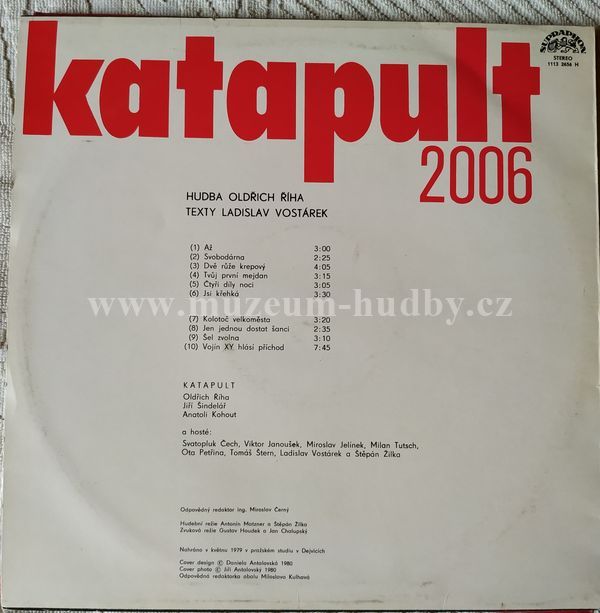 katapult
2006
SUPRAPHON
STEREO
1113 2656 H
HUDBA OLDŘICH ŘÍHA
TEXTY LADISLAV VOSTÁREK
(1) Až 3:00
(2) Svobodárna 2:25
(3) Dvě růže krepový 4:05
(4) Tvůj první mejdan 3:15
(5) Čtyři díly noci 3:05
(6) Jsi křehká 3:30
www.muzeum-hudby.cz
(7) Kolotoč velkoměsta 3:20
(8) Jen jednou dostat šanci 2:35
(9) Šel zvolna 3:10
(10) Vojín XY hlásí příchod 7:45
KATAPULT
Oldřich Říha
Jiří Šindelář
Anatoli Kohout
a hosté:
Svatopluk Čech, Viktor Janoušek, Miroslav Jelínek, Milan Tutsch,
Ota Petřina, Tomáš Štern, Ladislav Vostárek a Štěpán Žilka
Odpovědný redaktor ing. Miroslav Černý
Hudební režie Antonín Matzner a Štěpán Žilka
Zvuková režie Gustav Houdek a Jan Chalupský
Nahráno v květnu 1979 v pražském studiu v Dejvicích
Cover design © Daniela Antalovská 1980
Cover photo © Jiří Antalovský 1980
Odpovědná redaktorka obalu Miloslava Kulhavá